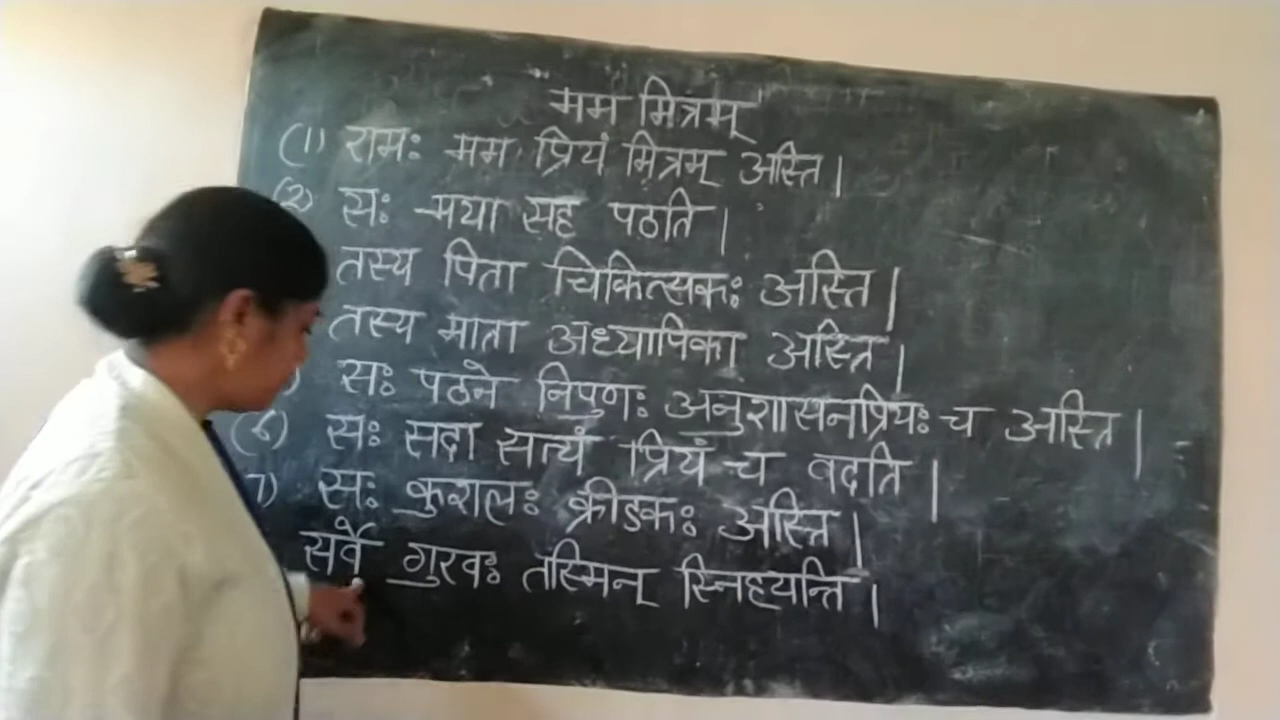 मम मित्रम्
(1) रामः मम प्रियं मित्रम् अस्ति।
(2) सः मया सह पठति।
तस्य पिता चिकित्सकः अस्ति।
तस्य माता अध्यापिका अस्ति।
) सः पठने निपुणः अनुशासनप्रियः च अस्ति।
(6) सः सदा सत्यं प्रियं च वदति।
7) सः कुशलः क्रीडकः अस्ति।
सर्वे गुरवः तस्मिन् स्निह्यन्ति।